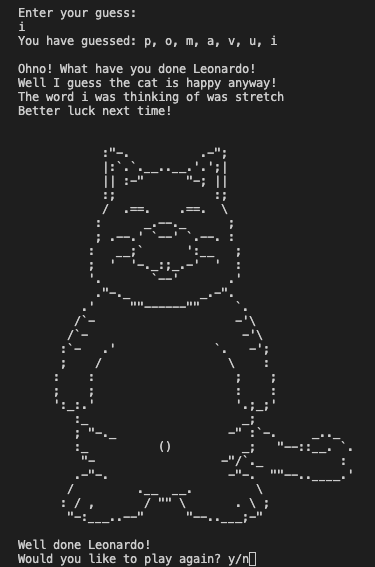 Enter your guess:
i
You have guessed: p, o, m, a, v, u, i
Ohno! What have you done Leonardo!
Well I guess the cat is happy anyway!
The word i was thinking of was stretch
Better luck next time!
Well done Leonardo!
Would you like to play again? y/n